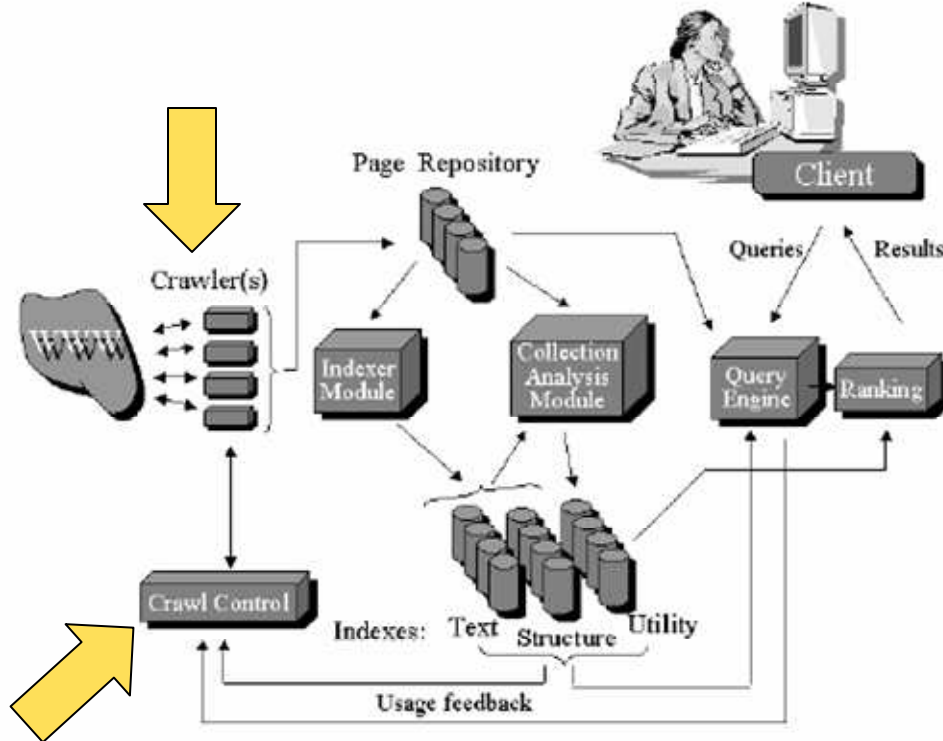 Page Repository
Client
Queries
Results
Crawler(s)
WWW
Indexer
Module
Collection
Analysis
Module
Query
Engine
Ranking
Crawl Control
Indexes:
Text
Structure
Utility
Usage feedback